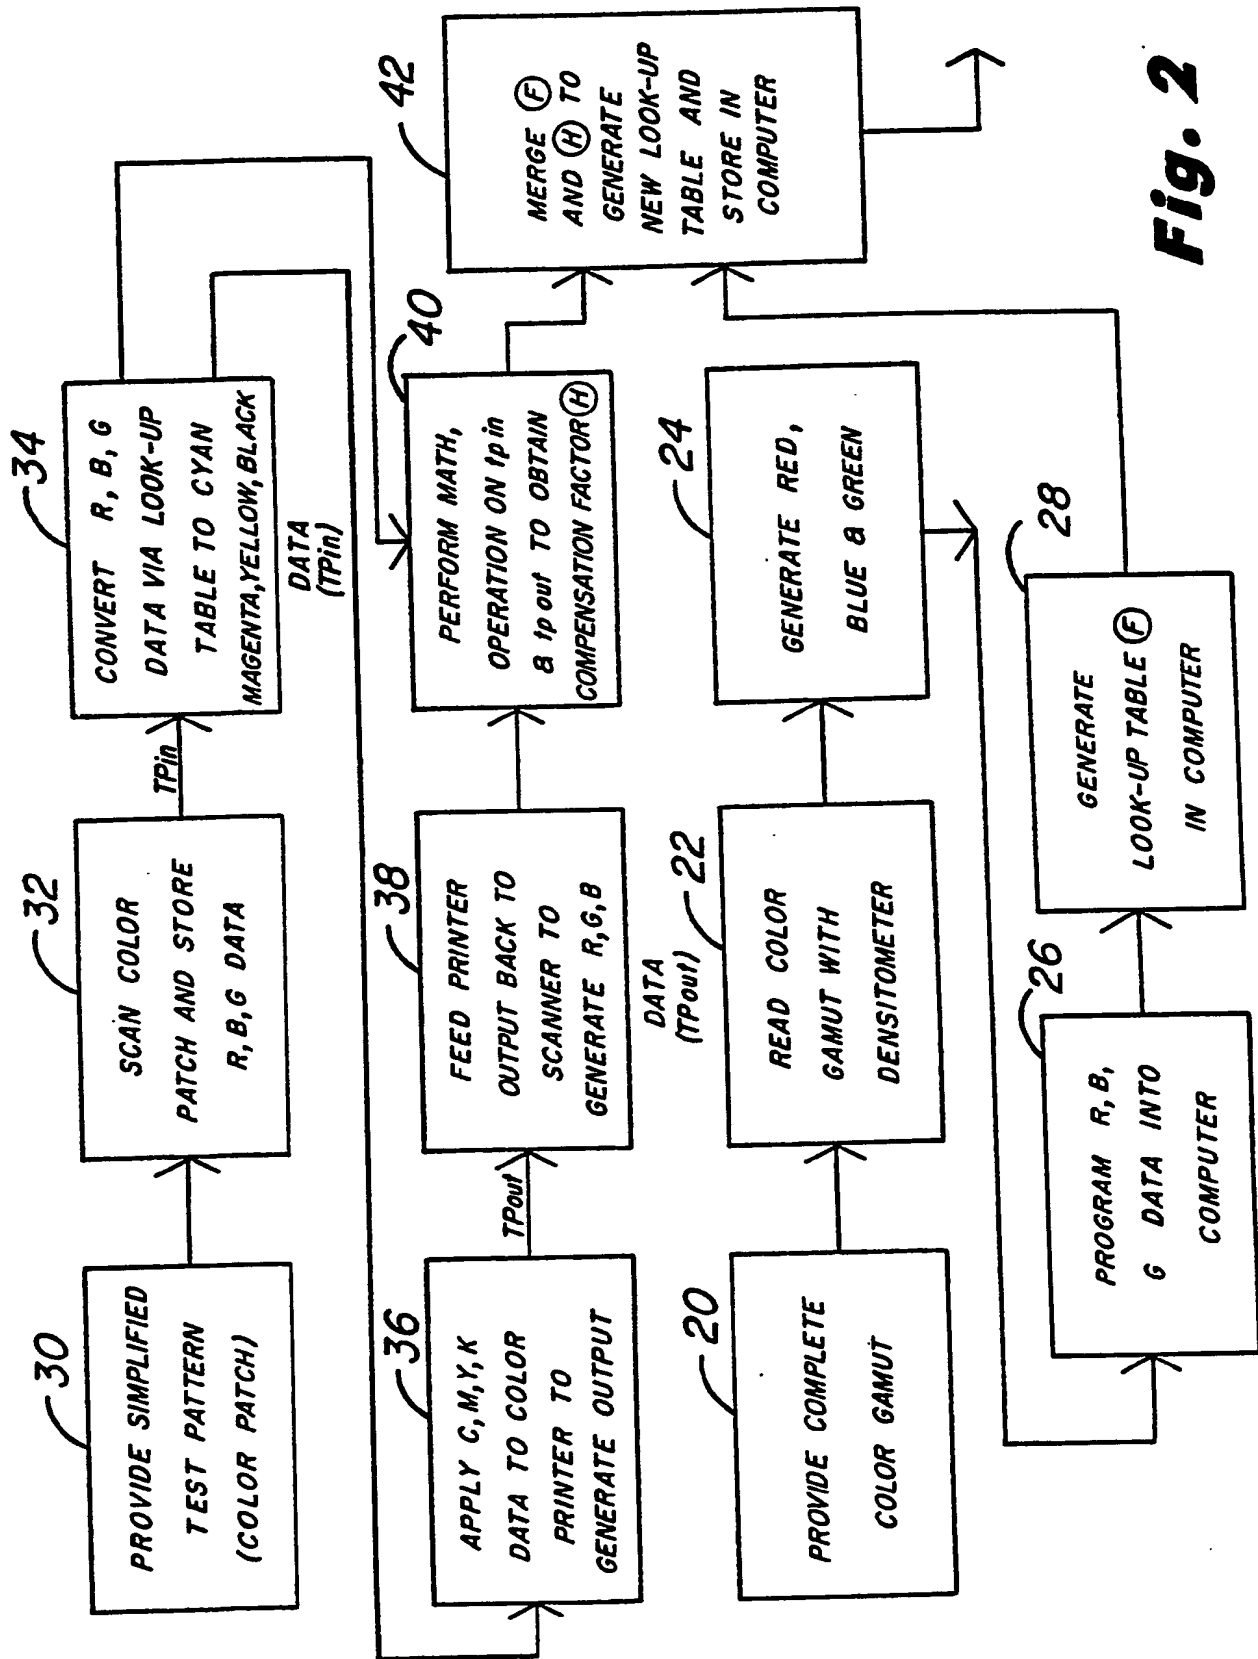 30
PROVIDE SIMPLIFIED
TEST PATTERN
(COLOR PATCH)
32
SCAN COLOR
PATCH AND STORE
R, B, G DATA
TPin
34
CONVERT R, B, G
DATA VIA LOOK-UP
TABLE TO CYAN
MAGENTA, YELLOW, BLACK
DATA
(TPin)
36
APPLY C, M, Y, K
DATA TO COLOR
PRINTER TO
GENERATE OUTPUT
TPout
38
FEED PRINTER
OUTPUT BACK TO
SCANNER TO
GENERATE R, G, B
DATA
(TPout)
40
PERFORM MATH,
OPERATION ON tpin
& tpout TO OBTAIN
COMPENSATION FACTOR H
42
MERGE F
AND H TO
GENERATE
NEW LOOK-UP
TABLE AND
STORE IN
COMPUTER
20
PROVIDE COMPLETE
COLOR GAMUT
22
READ COLOR
GAMUT WITH
DENSITOMETER
24
GENERATE RED,
BLUE & GREEN
26
PROGRAM R, B,
G DATA INTO
COMPUTER
28
GENERATE
LOOK-UP TABLE F
IN COMPUTER
Fig. 2